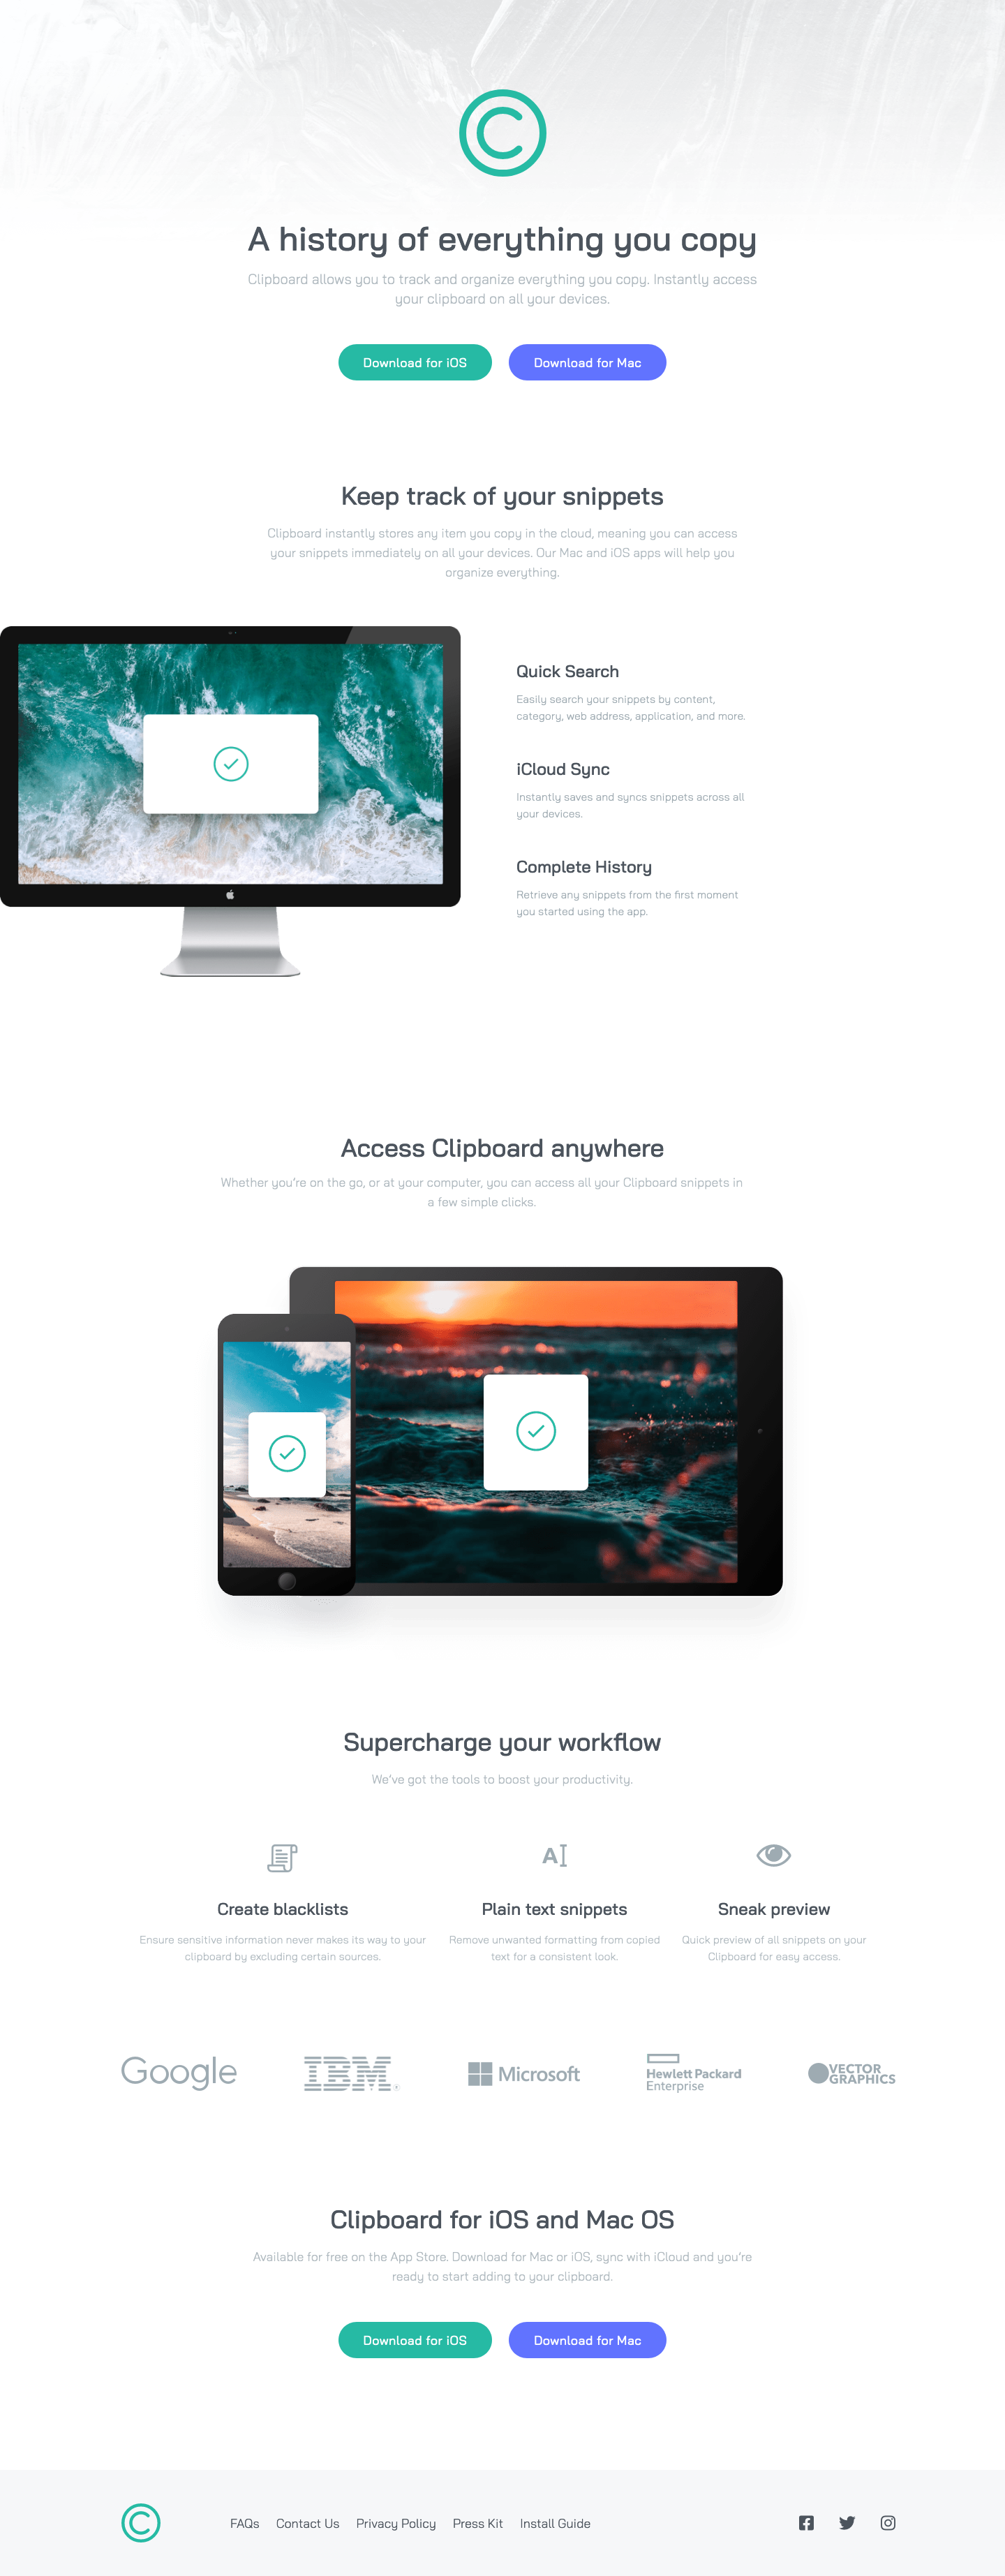 A history of everything you copy
Clipboard allows you to track and organize everything you copy. Instantly access
your clipboard on all your devices.
Download for iOS
Download for Mac
Keep track of your snippets
Clipboard instantly stores any item you copy in the cloud, meaning you can access
your snippets immediately on all your devices. Our Mac and iOS apps will help you
organize everything.
Quick Search
Easily search your snippets by content,
category, web address, application, and more.
iCloud Sync
Instantly saves and syncs snippets across all
your devices.
Complete History
Retrieve any snippets from the first moment
you started using the app.
Access Clipboard anywhere
Whether you’re on the go, or at your computer, you can access all your Clipboard snippets in
a few simple clicks.
Supercharge your workflow
We’ve got the tools to boost your productivity.
Create blacklists
Ensure sensitive information never makes its way to your
clipboard by excluding certain sources.
A
Plain text snippets
Remove unwanted formatting from copied
text for a consistent look.
Sneak preview
Quick preview of all snippets on your
Clipboard for easy access.
Google
IBM
Microsoft
Hewlett Packard
Enterprise
VECTOR
GRAPHICS
Clipboard for iOS and Mac OS
Available for free on the App Store. Download for Mac or iOS, sync with iCloud and you’re
ready to start adding to your clipboard.
Download for iOS
Download for Mac
FAQs
Contact Us
Privacy Policy
Press Kit
Install Guide